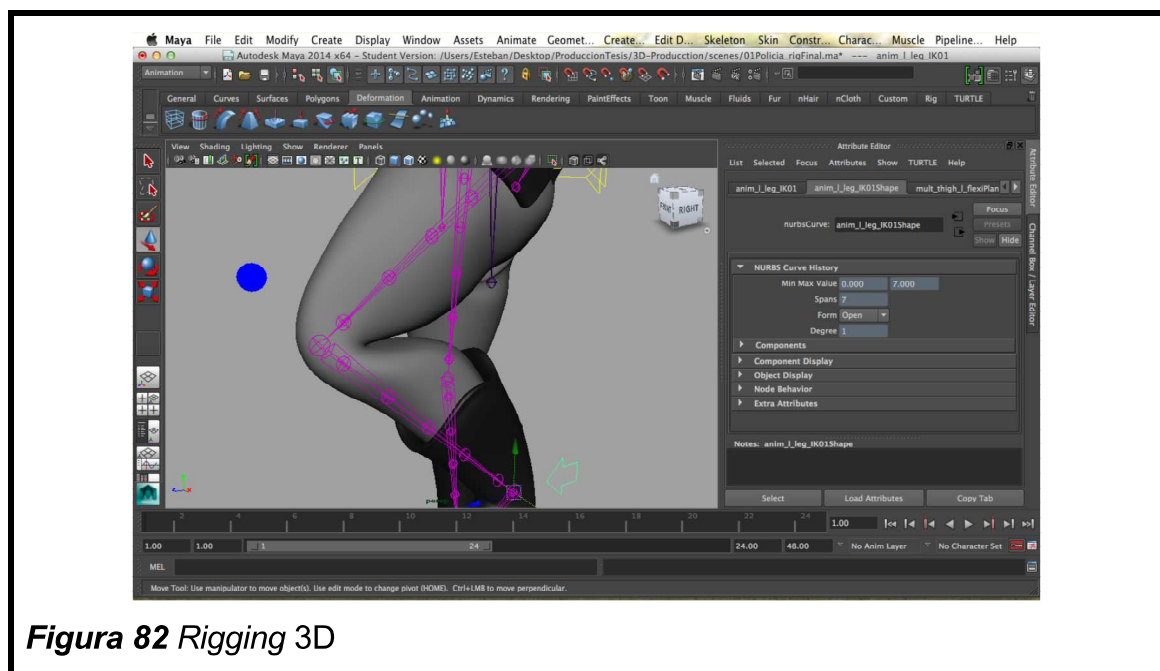 Maya File Edit Modify Create Display Window Assets Animate Geomet... Create... Edit D... Skeleton Skin Constr... Charac... Muscle Pipeline... Help
Autodesk Maya 2014 x64 - Student Version: /Users/Esteban/Desktop/ProduccionTesis/3D-Producction/scenes/01Policia_rigFinal.ma* --- anim_l_leg_IK01
Animation
General Curves Surfaces Polygons Deformation Animation Dynamics Rendering PaintEffects Toon Muscle Fluids Fur nHair nCloth Custom Rig TURTLE
View Shading Lighting Show Renderer Panels
RIGHT
persp
Attribute Editor
List Selected Focus Attributes Show TURTLE Help
anim_l_leg_IK01 anim_l_leg_IK01Shape mult_thigh_l_flexiPlan
nurbsCurve: anim_l_leg_IK01Shape
Focus
Presets
Show Hide
NURBS Curve History
Min Max Value 0.000 7.000
Spans 7
Form Open
Degree 1
Components
Component Display
Object Display
Node Behavior
Extra Attributes
Notes: anim_l_leg_IK01Shape
Select Load Attributes Copy Tab
Attribute Editor
Channel Box / Layer Editor
2 4 6 8 10 12 14 16 18 20 22 24 1.00
1.00 1.00 1 24 24.00 48.00 No Anim Layer No Character Set
MEL
Move Tool: Use manipulator to move object(s). Use edit mode to change pivot (HOME). Ctrl+LMB to move perpendicular.
Figura 82 Rigging 3D